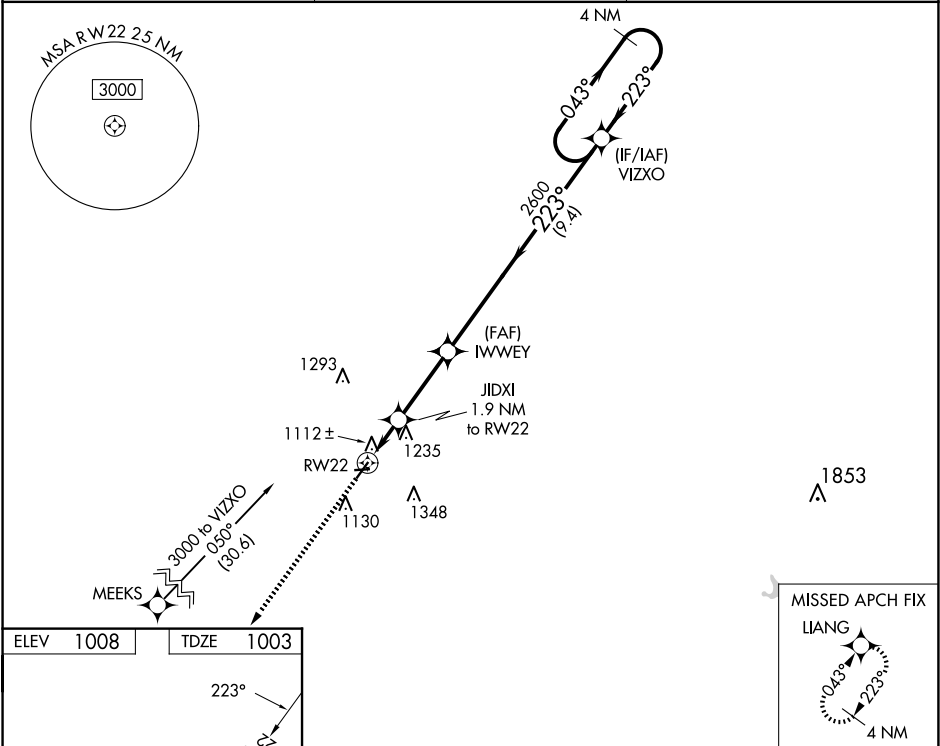 MSA RW22 25 NM
3000
4 NM
043°
223°
(IF/IAF)
VIZXO
2600
223°
(9.4)
(FAF)
IWWEY
1293
JIDXI
1.9 NM
to RW22
1112 ±
1235
RW22
1853
1130
1348
3000 to VIZXO
050°
(30.6)
MEEKS
MISSED APCH FIX
LIANG
043°
223°
4 NM
ELEV 1008
TDZE 1003
223°
22